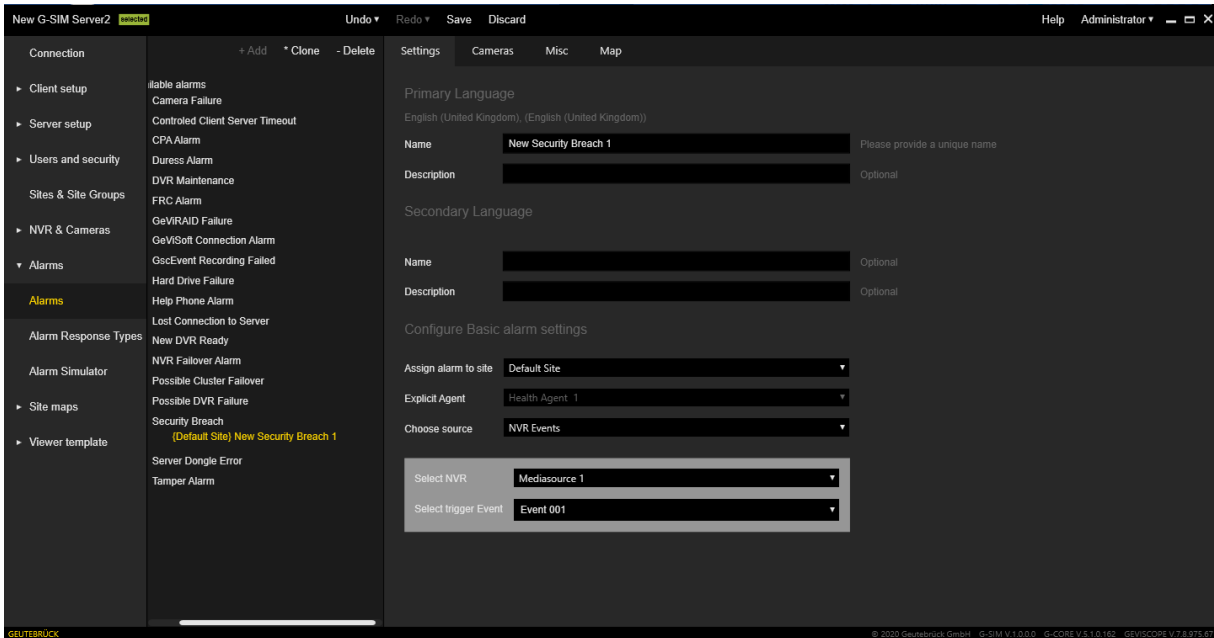 New G-SIM Server2 selected Undo ▾ Redo ▾ Save Discard Help Administrator ▾
Connection
Client setup
Server setup
Users and security
Sites & Site Groups
NVR & Cameras
Alarms
Alarms
Alarm Response Types
Alarm Simulator
Site maps
Viewer template
+ Add * Clone - Delete
ilable alarms
Camera Failure
Controled Client Server Timeout
CPA Alarm
Duress Alarm
DVR Maintenance
FRC Alarm
GeViRAID Failure
GeViSoft Connection Alarm
GscEvent Recording Failed
Hard Drive Failure
Help Phone Alarm
Lost Connection to Server
New DVR Ready
NVR Failover Alarm
Possible Cluster Failover
Possible DVR Failure
Security Breach
{Default Site} New Security Breach 1
Server Dongle Error
Tamper Alarm
Settings Cameras Misc Map
Primary Language
English (United Kingdom), (English (United Kingdom))
Name New Security Breach 1 Please provide a unique name
Description Optional
Secondary Language
Name Optional
Description Optional
Configure Basic alarm settings
Assign alarm to site Default Site
Explicit Agent Health Agent 1
Choose source NVR Events
Select NVR Mediasource 1
Select trigger Event Event 001
GEUTEBRÜCK © 2020 Geutebrück GmbH G-SIM V.1.0.0.0 G-CORE V.5.1.0.162 GEVISCOPE V.7.8.975.67